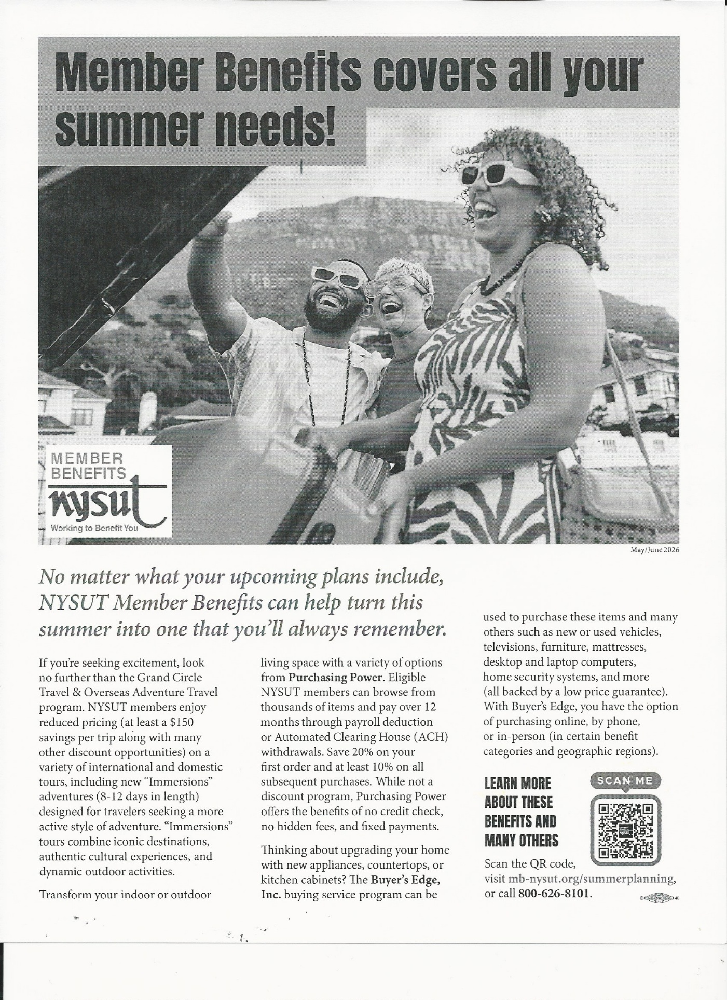 Member Benefits covers all your
summer needs!
MEMBER
BENEFITS
nysut
Working to Benefit You
May/June 2026
No matter what your upcoming plans include,
NYSUT Member Benefits can help turn this
summer into one that you'll always remember.
If you're seeking excitement, look
no further than the Grand Circle
Travel & Overseas Adventure Travel
program. NYSUT members enjoy
reduced pricing (at least a $150
savings per trip along with many
other discount opportunities) on a
variety of international and domestic
tours, including new “Immersions”
adventures (8-12 days in length)
designed for travelers seeking a more
active style of adventure. “Immersions”
tours combine iconic destinations,
authentic cultural experiences, and
dynamic outdoor activities.
Transform your indoor or outdoor
living space with a variety of options
from Purchasing Power. Eligible
NYSUT members can browse from
thousands of items and pay over 12
months through payroll deduction
or Automated Clearing House (ACH)
withdrawals. Save 20% on your
first order and at least 10% on all
subsequent purchases. While not a
discount program, Purchasing Power
offers the benefits of no credit check,
no hidden fees, and fixed payments.
Thinking about upgrading your home
with new appliances, countertops, or
kitchen cabinets? The Buyer's Edge,
Inc. buying service program can be
used to purchase these items and many
others such as new or used vehicles,
televisions, furniture, mattresses,
desktop and laptop computers,
home security systems, and more
(all backed by a low price guarantee).
With Buyer's Edge, you have the option
of purchasing online, by phone,
or in-person (in certain benefit
categories and geographic regions).
LEARN MORE
ABOUT THESE
BENEFITS AND
MANY OTHERS
SCAN ME
nysut
Scan the QR code,
visit mb-nysut.org/summerplanning,
or call 800-626-8101.
40